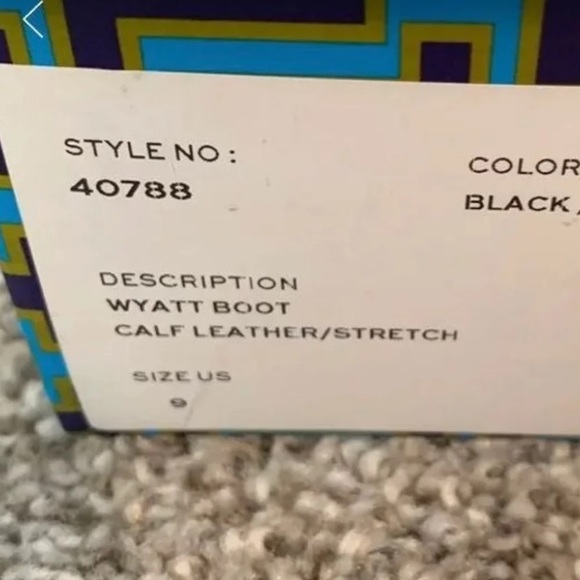 STYLE NO :
40788
COLOR
BLACK
DESCRIPTION
WYATT BOOT
CALF LEATHER/STRETCH
SIZE US
9